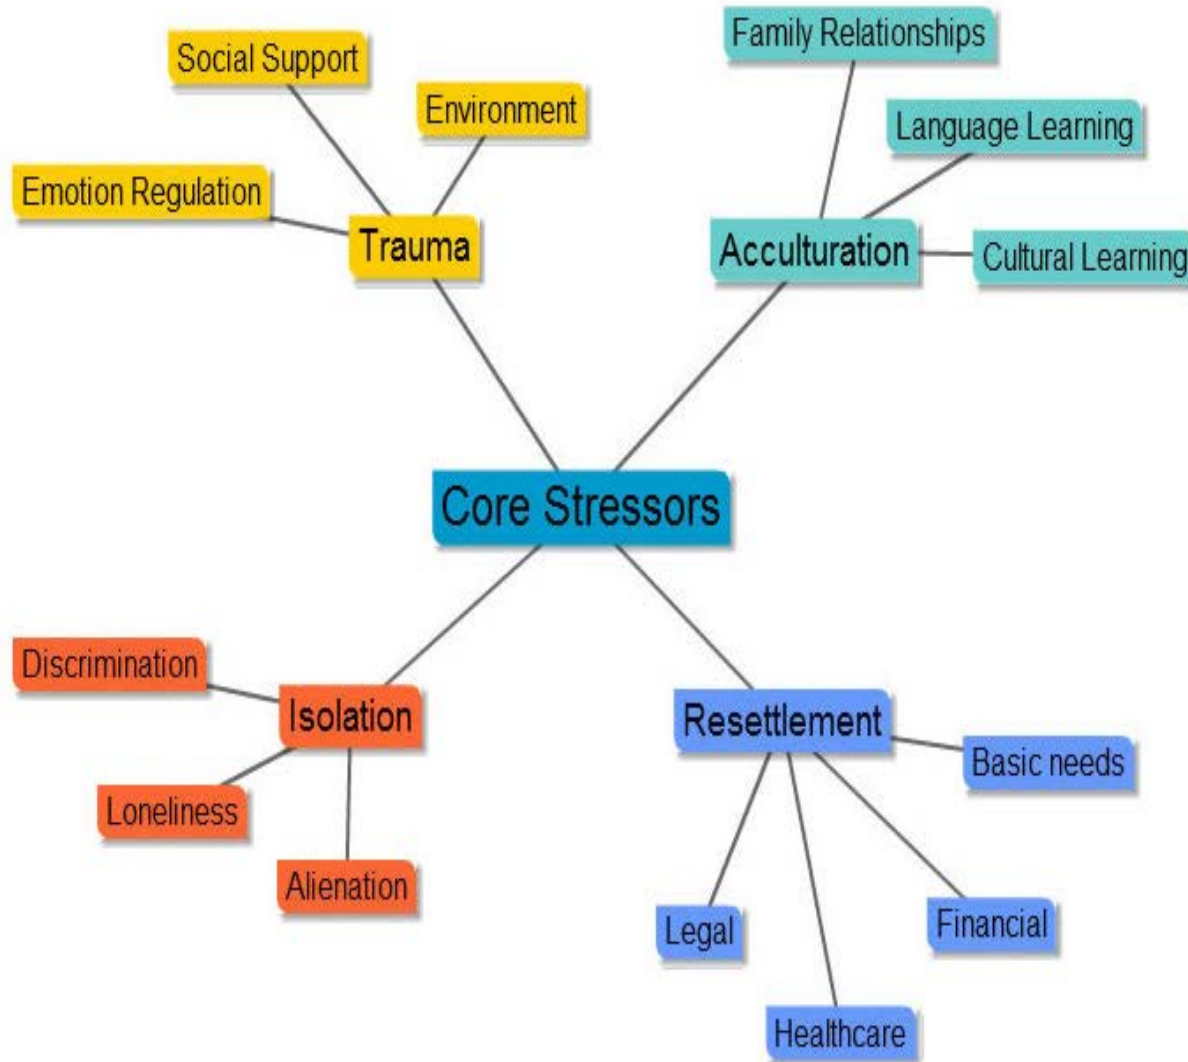 Social Support
Environment
Emotion Regulation
Trauma
Family Relationships
Language Learning
Acculturation
Cultural Learning
Core Stressors
Discrimination
Isolation
Loneliness
Alienation
Resettlement
Basic needs
Legal
Financial
Healthcare